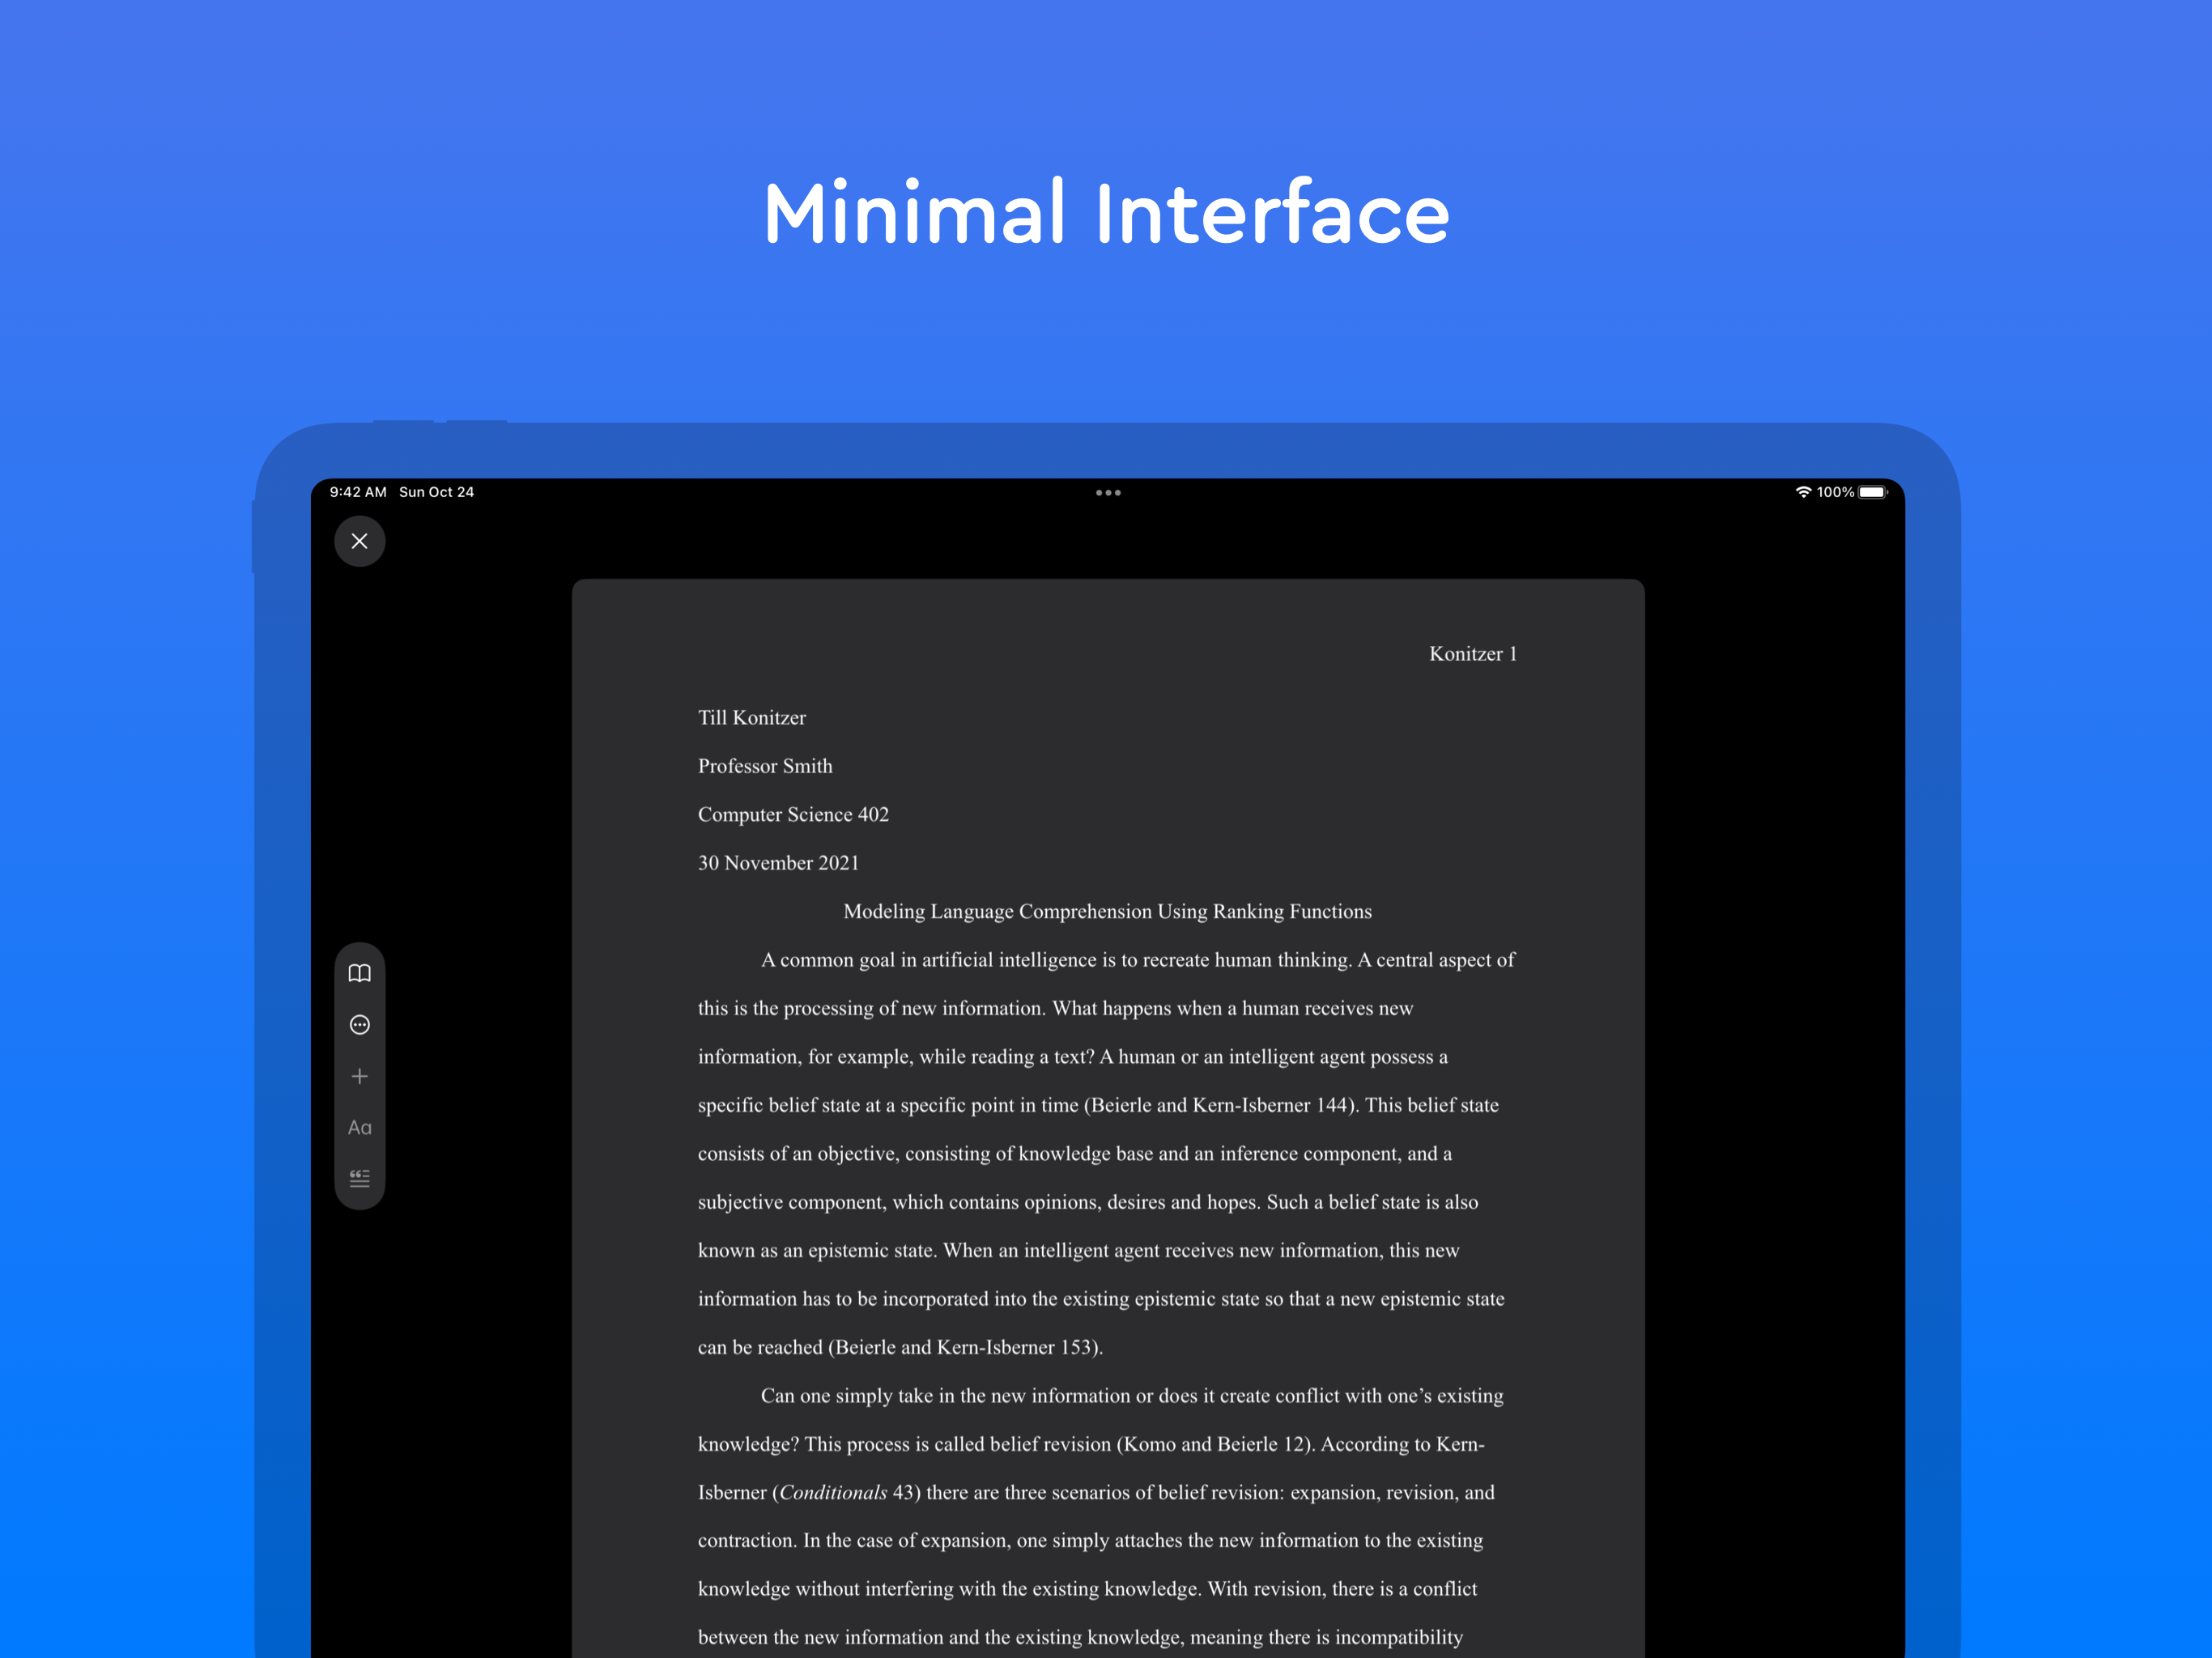 Minimal Interface
9:42 AM Sun Oct 24
100%
Konitzer 1
Till Konitzer
Professor Smith
Computer Science 402
30 November 2021
Modeling Language Comprehension Using Ranking Functions
A common goal in artificial intelligence is to recreate human thinking. A central aspect of
this is the processing of new information. What happens when a human receives new
information, for example, while reading a text? A human or an intelligent agent possess a
specific belief state at a specific point in time (Beierle and Kern-Isberner 144). This belief state
consists of an objective, consisting of knowledge base and an inference component, and a
subjective component, which contains opinions, desires and hopes. Such a belief state is also
known as an epistemic state. When an intelligent agent receives new information, this new
information has to be incorporated into the existing epistemic state so that a new epistemic state
can be reached (Beierle and Kern-Isberner 153).
Can one simply take in the new information or does it create conflict with one’s existing
knowledge? This process is called belief revision (Komo and Beierle 12). According to Kern-
Isberner (Conditionals 43) there are three scenarios of belief revision: expansion, revision, and
contraction. In the case of expansion, one simply attaches the new information to the existing
knowledge without interfering with the existing knowledge. With revision, there is a conflict
between the new information and the existing knowledge, meaning there is incompatibility
Aa